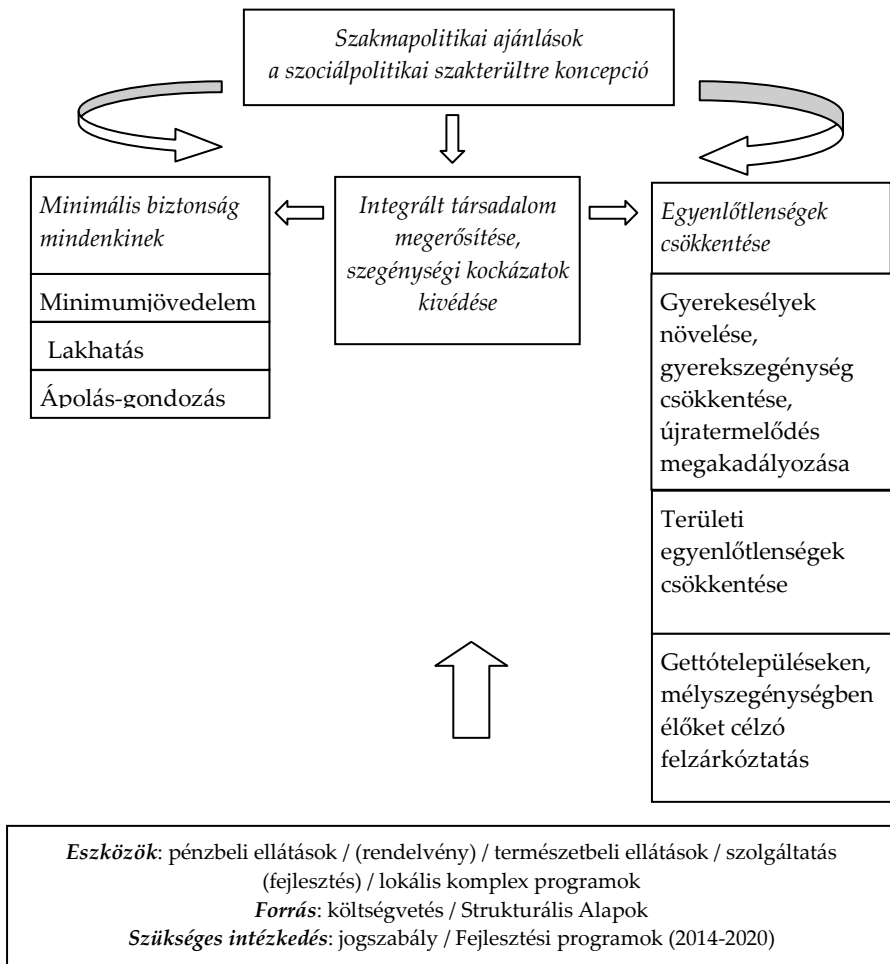 Szakmapolitikai ajánlások
a szociálpolitikai szakterültre koncepció
Minimális biztonság
mindenkinek
Minimumjövedelem
Lakhatás
Ápolás-gondozás
Integrált társadalom
megerősítése,
szegénységi kockázatok
kivédése
Egyenlőtlenségek
csökkentése
Gyerekesélyek
növelése,
gyerekszegénység
csökkentése,
újratermelődés
megakadályozása
Területi
egyenlőtlenségek
csökkentése
Gettótelepüléseken,
mélyszegénységben
élőket célzó
felzárkóztatás
Eszközök: pénzbeli ellátások / (rendelvény) / természetbeli ellátások / szolgáltatás
(fejlesztés) / lokális komplex programok
Forrás: költségvetés / Strukturális Alapok
Szükséges intézkedés: jogszabály / Fejlesztési programok (2014-2020)